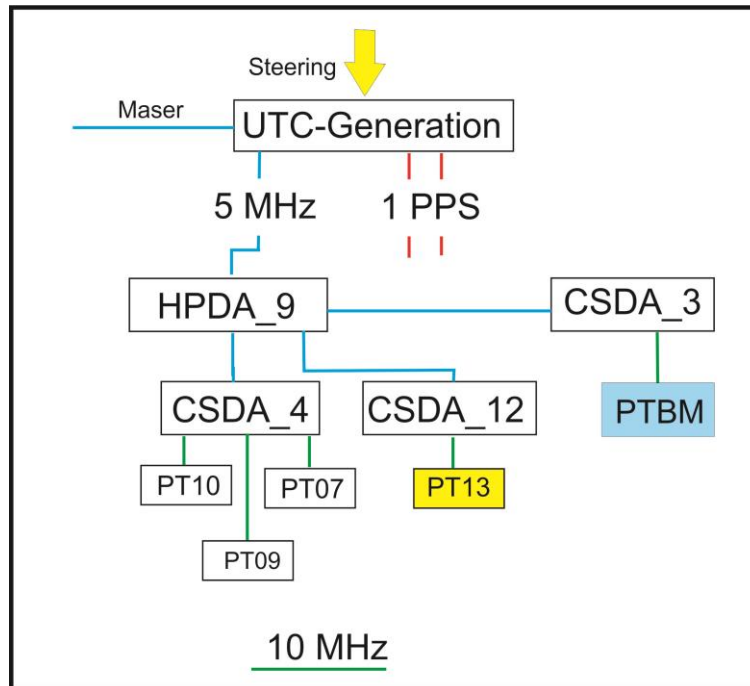 Steering
Maser
UTC-Generation
5 MHz
1 PPS
HPDA_9
CSDA_3
CSDA_4
CSDA_12
PTBM
PT10
PT07
PT13
PT09
10 MHz